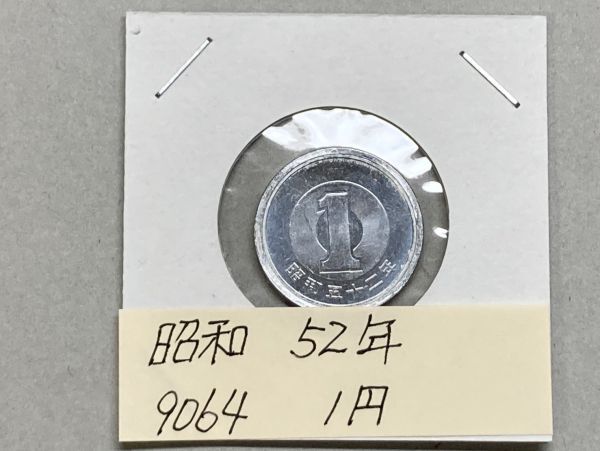 1
昭和五十二年
昭和 52年
9064 1円